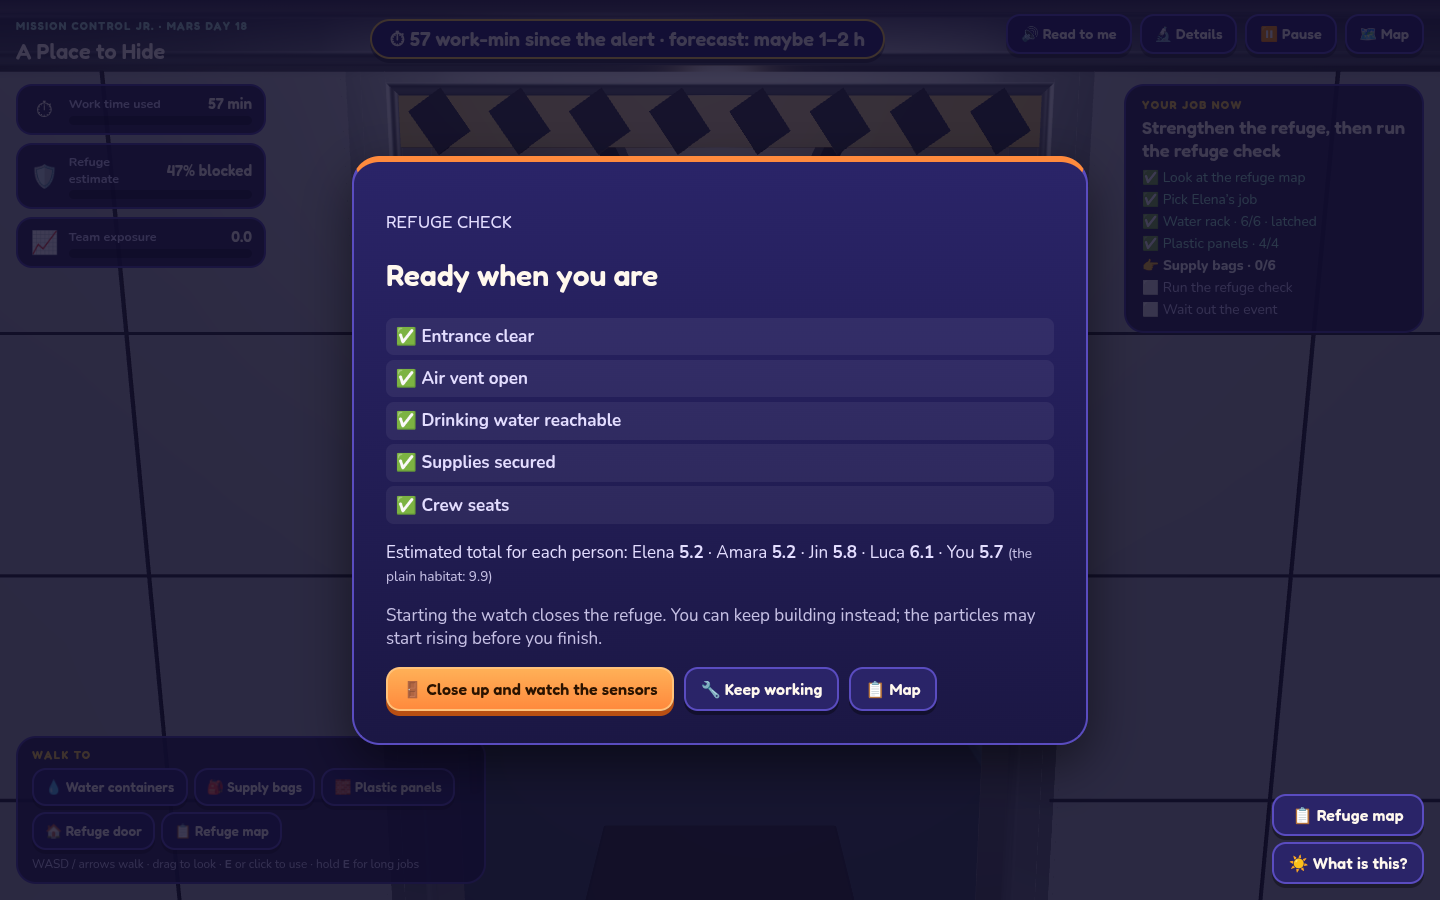 MISSION CONTROL JR. · MARS DAY 18
A Place to Hide
⏱ 57 work-min since the alert · forecast: maybe 1–2 h
🔊 Read to me
🔬 Details
⏸ Pause
🗺️ Map
⏱ Work time used 57 min
🛡️ Refuge estimate 47% blocked
📈 Team exposure 0.0
YOUR JOB NOW
Strengthen the refuge, then run
the refuge check
✅ Look at the refuge map
✅ Pick Elena's job
✅ Water rack · 6/6 · latched
✅ Plastic panels · 4/4
👉 Supply bags · 0/6
⬜ Run the refuge check
⬜ Wait out the event
REFUGE CHECK
Ready when you are
✅ Entrance clear
✅ Air vent open
✅ Drinking water reachable
✅ Supplies secured
✅ Crew seats
Estimated total for each person: Elena 5.2 · Amara 5.2 · Jin 5.8 · Luca 6.1 · You 5.7 (the
plain habitat: 9.9)
Starting the watch closes the refuge. You can keep building instead; the particles may
start rising before you finish.
🚪 Close up and watch the sensors
🔧 Keep working
📋 Map
WALK TO
💧 Water containers
🎒 Supply bags
🧱 Plastic panels
🏠 Refuge door
📋 Refuge map
WASD / arrows walk · drag to look · E or click to use · hold E for long jobs
📋 Refuge map
☀️ What is this?